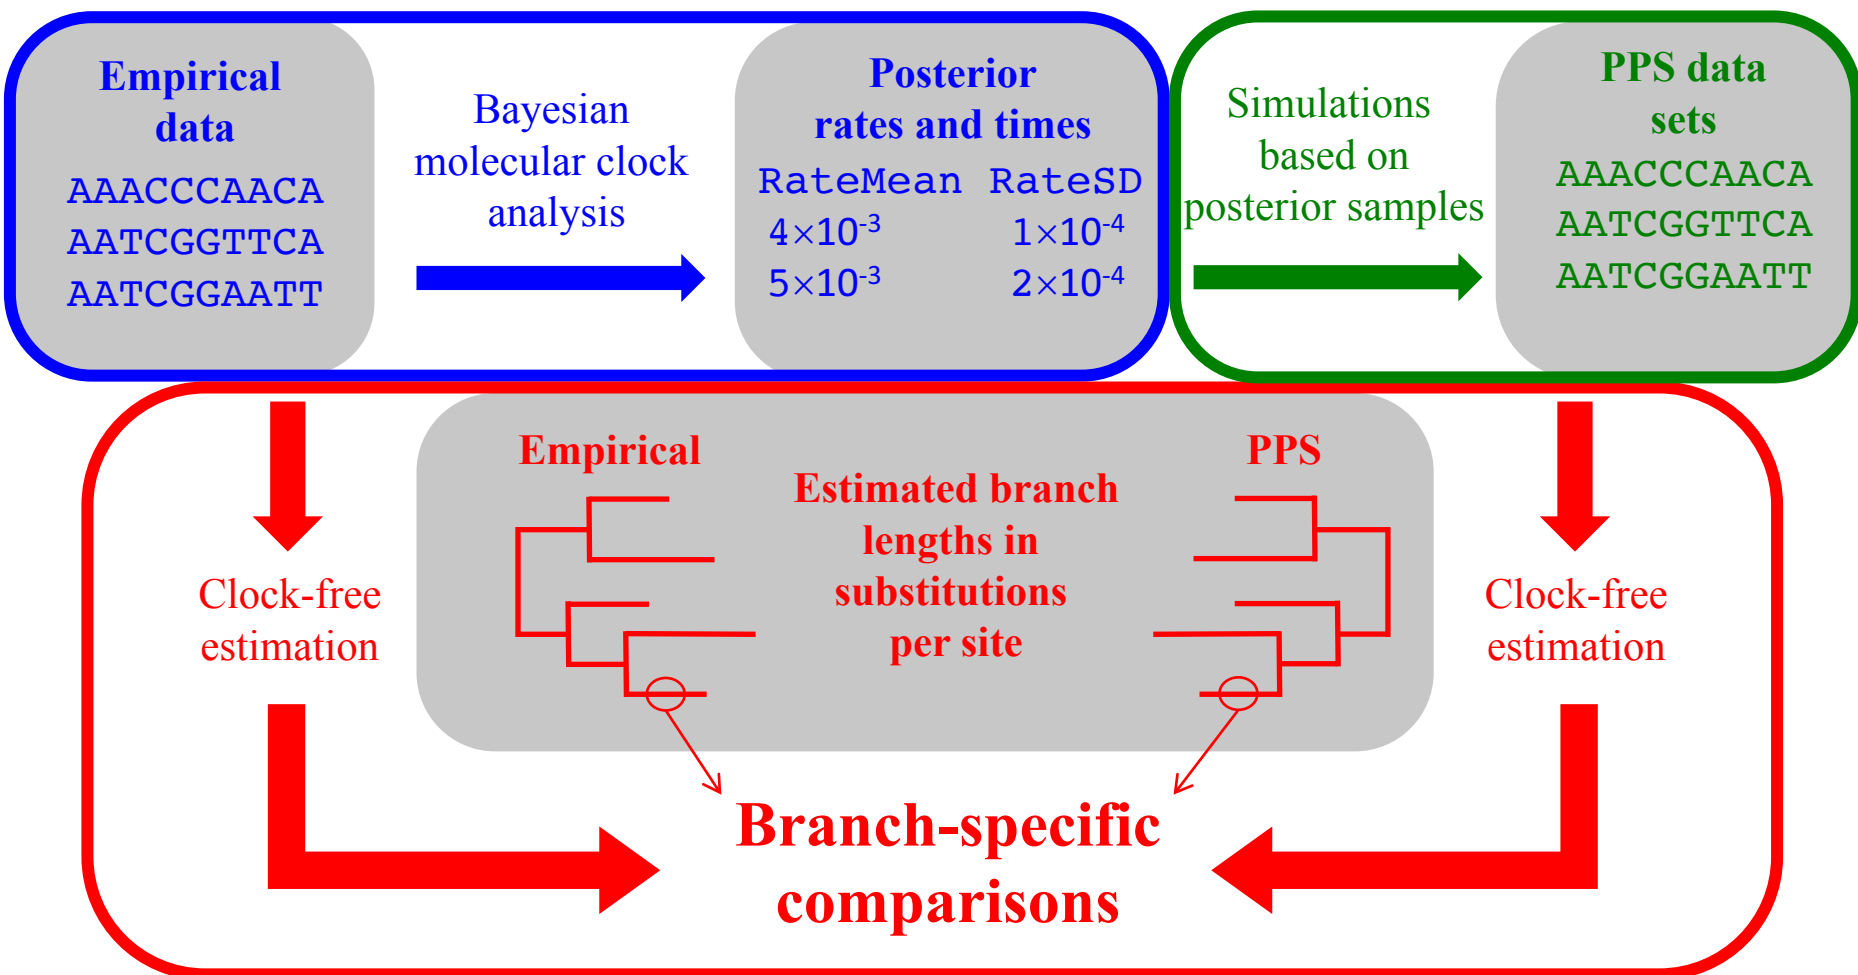 Empirical
data
AAACCCAACA
AATCGGTTCA
AATCGGAATT
Bayesian
molecular clock
analysis
Posterior
rates and times
RateMean RateSD
4×10⁻³ 1×10⁻⁴
5×10⁻³ 2×10⁻⁴
Simulations
based on
posterior samples
PPS data
sets
AAACCCAACA
AATCGGTTCA
AATCGGAATT
Clock-free
estimation
Empirical
Estimated branch
lengths in
substitutions
per site
PPS
Clock-free
estimation
Branch-specific
comparisons